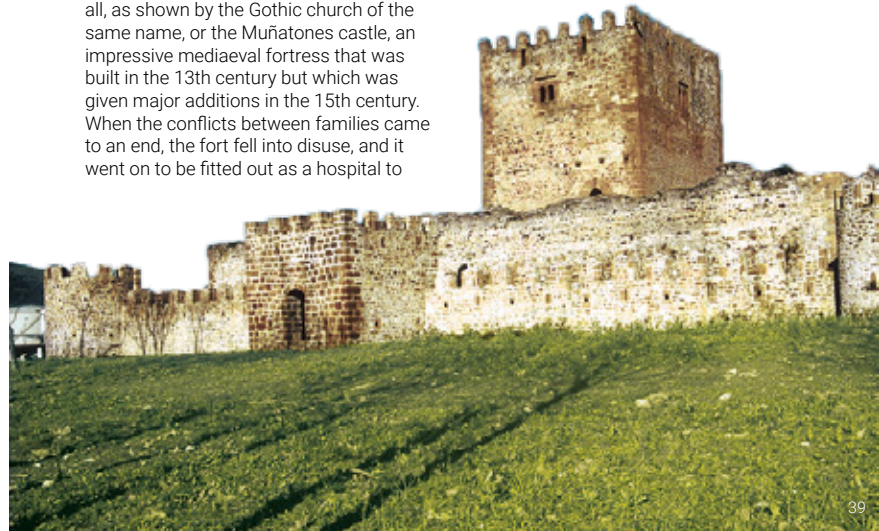 all, as shown by the Gothic church of the
same name, or the Muñatones castle, an
impressive mediaeval fortress that was
built in the 13th century but which was
given major additions in the 15th century.
When the conflicts between families came
to an end, the fort fell into disuse, and it
went on to be fitted out as a hospital to
39